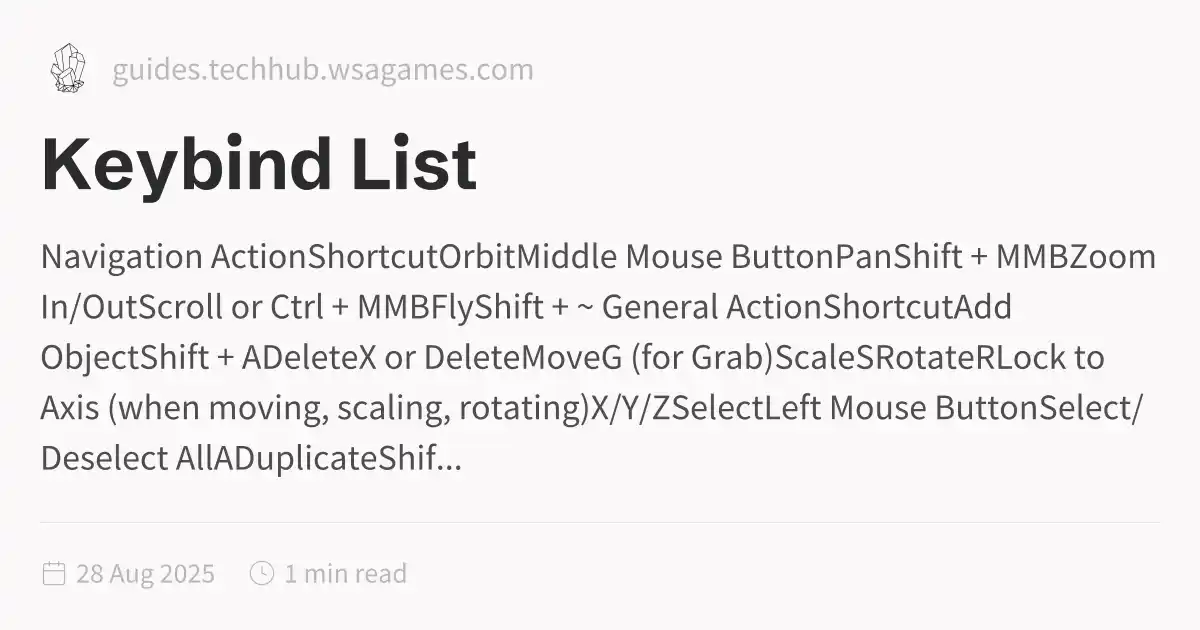 guides.techhub.wsagames.com
Keybind List
Navigation ActionShortcutOrbitMiddle Mouse ButtonPanShift + MMBZoom
In/OutScroll or Ctrl + MMBFlyShift + ~ General ActionShortcutAdd
ObjectShift + ADeleteX or DeleteMoveG (for Grab)ScaleSRotateRLock to
Axis (when moving, scaling, rotating)X/Y/ZSelectLeft Mouse ButtonSelect/
Deselect AllADuplicateShif...
28 Aug 2025 1 min read